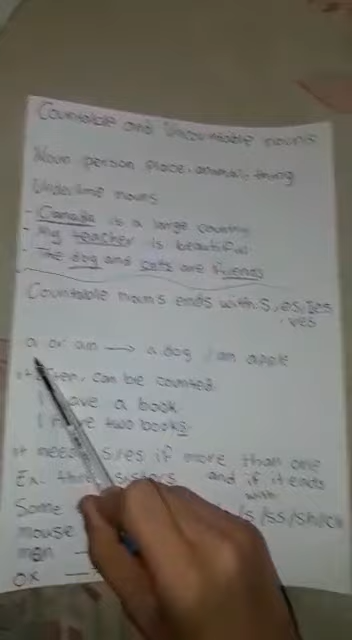 Countable and Uncountable nouns
Noun person place, animal, thing
Underline nouns
- Canada is a large country
- My teacher is beautiful
- The dog and cats are friends
Countable nouns ends with S, es, ies
, ves
a or an → a dog / an apple
can be counted
I have a book
I have two books
it needs s/es if more than one
Ex. sisters and if it ends
with
Some /s/ss/sh/ch
mouse
man
ox